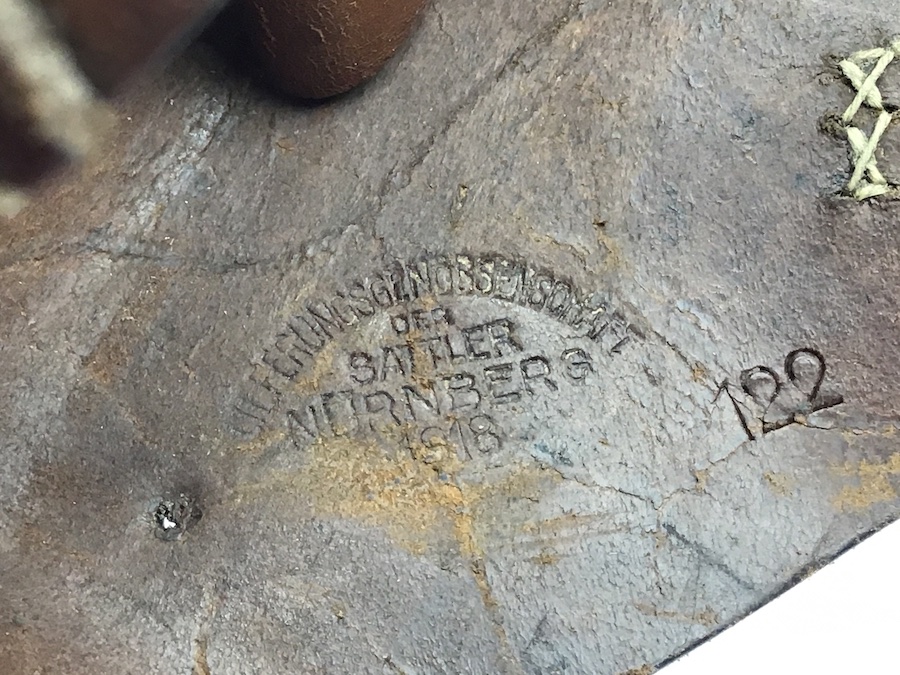 LIEFERUNGSGENOSSENSCHAFT
DER
SATTLER
NÜRNBERG
1918
122